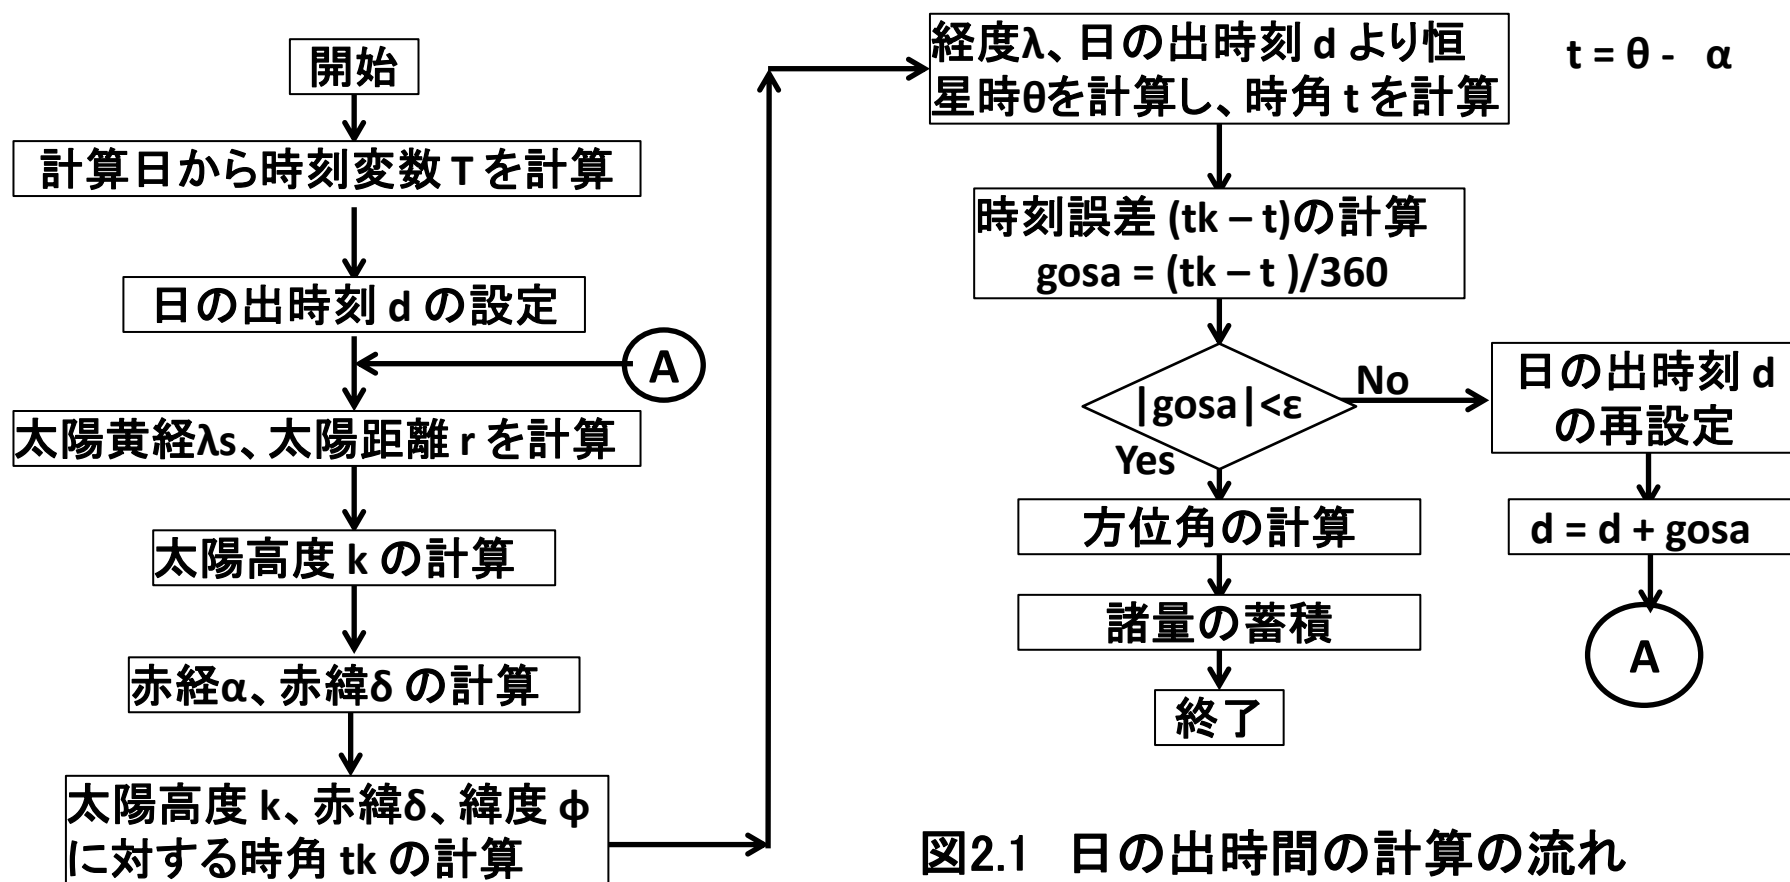 開始
計算日から時刻変数 T を計算
日の出時刻 d の設定
A
太陽黄経λs、太陽距離 r を計算
太陽高度 k の計算
赤経α、赤緯δ の計算
太陽高度 k、赤緯δ、緯度 φ
に対する時角 tk の計算
経度λ、日の出時刻 d より恒
星時θを計算し、時角 t を計算
t = θ - α
時刻誤差 (tk – t)の計算
gosa = (tk – t )/360
|gosa|<ε
No
Yes
日の出時刻 d
の再設定
d = d + gosa
A
方位角の計算
諸量の蓄積
終了
図2.1 日の出時間の計算の流れ